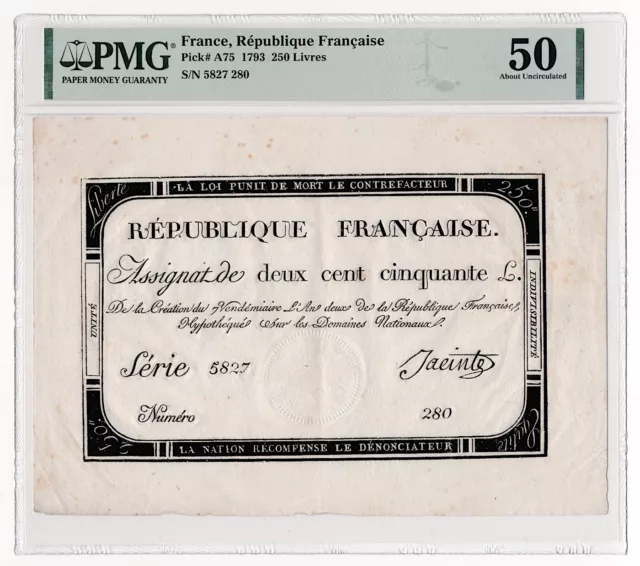 PMG
PAPER MONEY GUARANTY
France, République Française
Pick# A75 1793 250 Livres
S/N 5827 280
50
About Uncirculated
Liberté
LA LOI PUNIT DE MORT LE CONTREFACTEUR
250lt
RÉPUBLIQUE FRANÇAISE.
Assignat de deux cent cinquante L.
De la Création du 7 Vendémiaire L'An deux de la République Française,
Hypothéqué sur les Domaines Nationaux.
UNITÉ
INDIVISIBILITÉ
Série 5827
Jacinte
Numéro 280
250lt
LA NATION RÉCOMPENSE LE DÉNONCIATEUR
Egalité